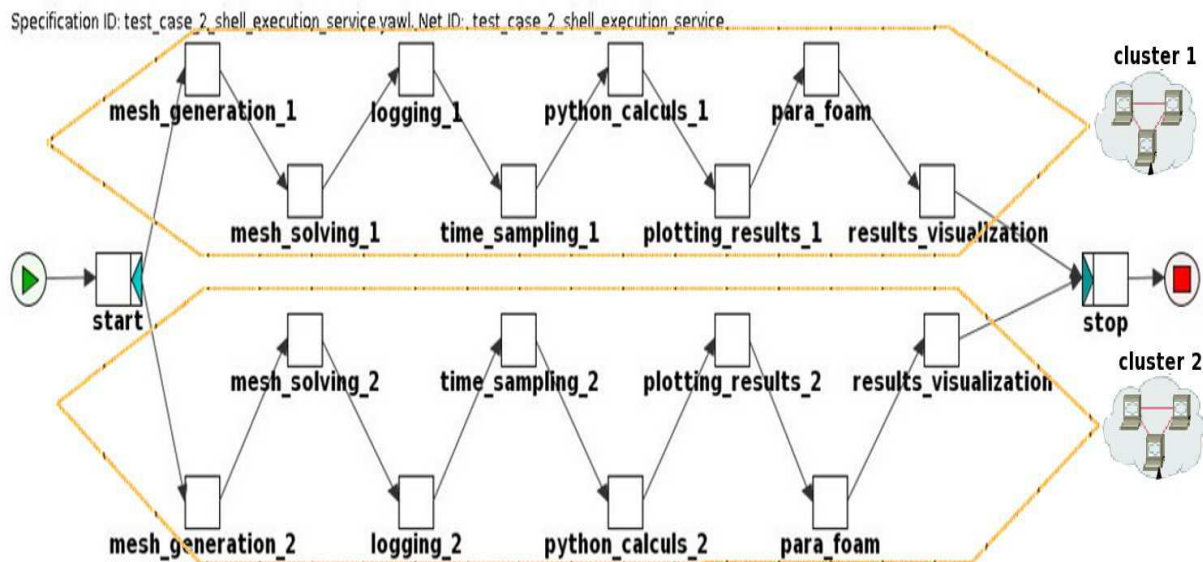 Specification ID: test_case_2_shell_execution_service.yawl, Net ID: test_case_2_shell_execution_service
cluster 1
mesh_generation_1
logging_1
python_calculs_1
para_foam
mesh_solving_1
time_sampling_1
plotting_results_1
results_visualization
start
stop
cluster 2
mesh_solving_2
time_sampling_2
plotting_results_2
results_visualization
mesh_generation_2
logging_2
python_calculs_2
para_foam